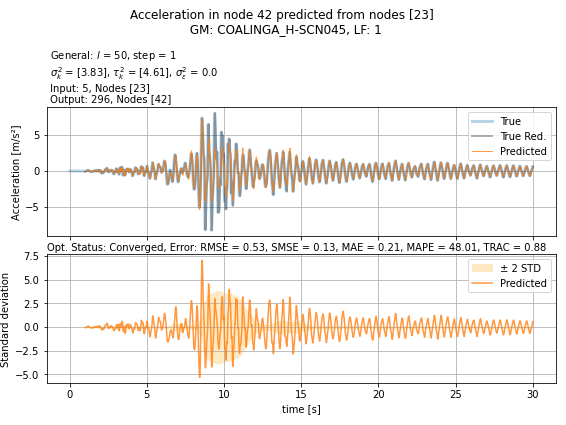 Acceleration in node 42 predicted from nodes [23]
GM: COALINGA_H-SCN045, LF: 1
General: l = 50, step = 1
σ²ₖ = [3.83], τ²ₖ = [4.61], σ²ε = 0.0
Input: 5, Nodes [23]
Output: 296, Nodes [42]
Acceleration [m/s²]
5
0
−5
True
True Red.
Predicted
Opt. Status: Converged, Error: RMSE = 0.53, SMSE = 0.13, MAE = 0.21, MAPE = 48.01, TRAC = 0.88
Standard deviation
7.5
5.0
2.5
0.0
−2.5
−5.0
± 2 STD
Predicted
0 5 10 15 20 25 30
time [s]